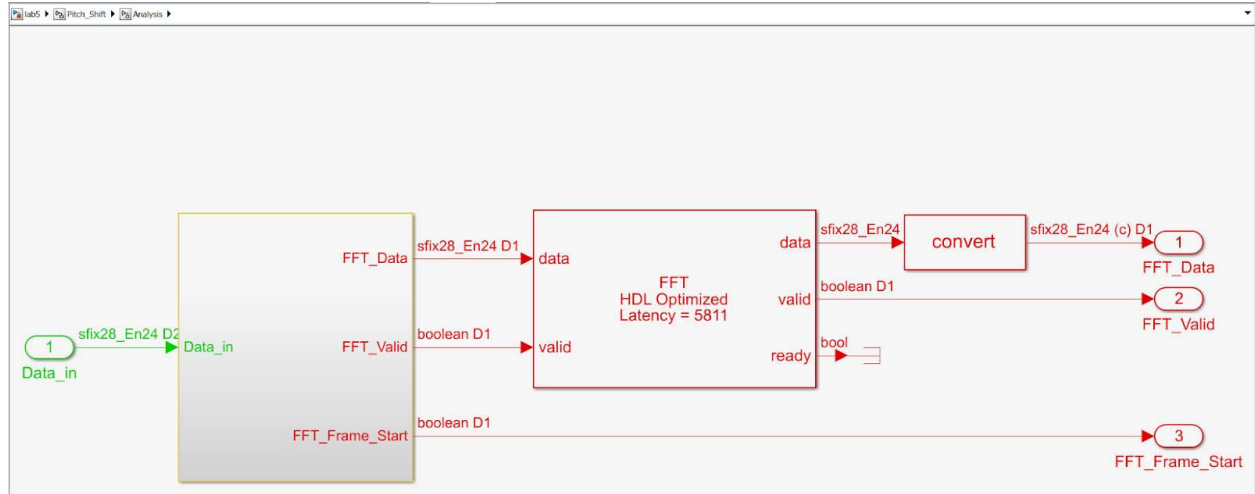 lab5 ▶ Pitch_Shift ▶ Analysis ▶
sfix28_En24 D2
1
Data_in
Data_in
FFT_Data
FFT_Valid
FFT_Frame_Start
sfix28_En24 D1
boolean D1
boolean D1
data
valid
FFT
HDL Optimized
Latency = 5811
data
valid
ready
sfix28_En24
boolean D1
bool
convert
sfix28_En24 (c) D1
1
FFT_Data
2
FFT_Valid
3
FFT_Frame_Start